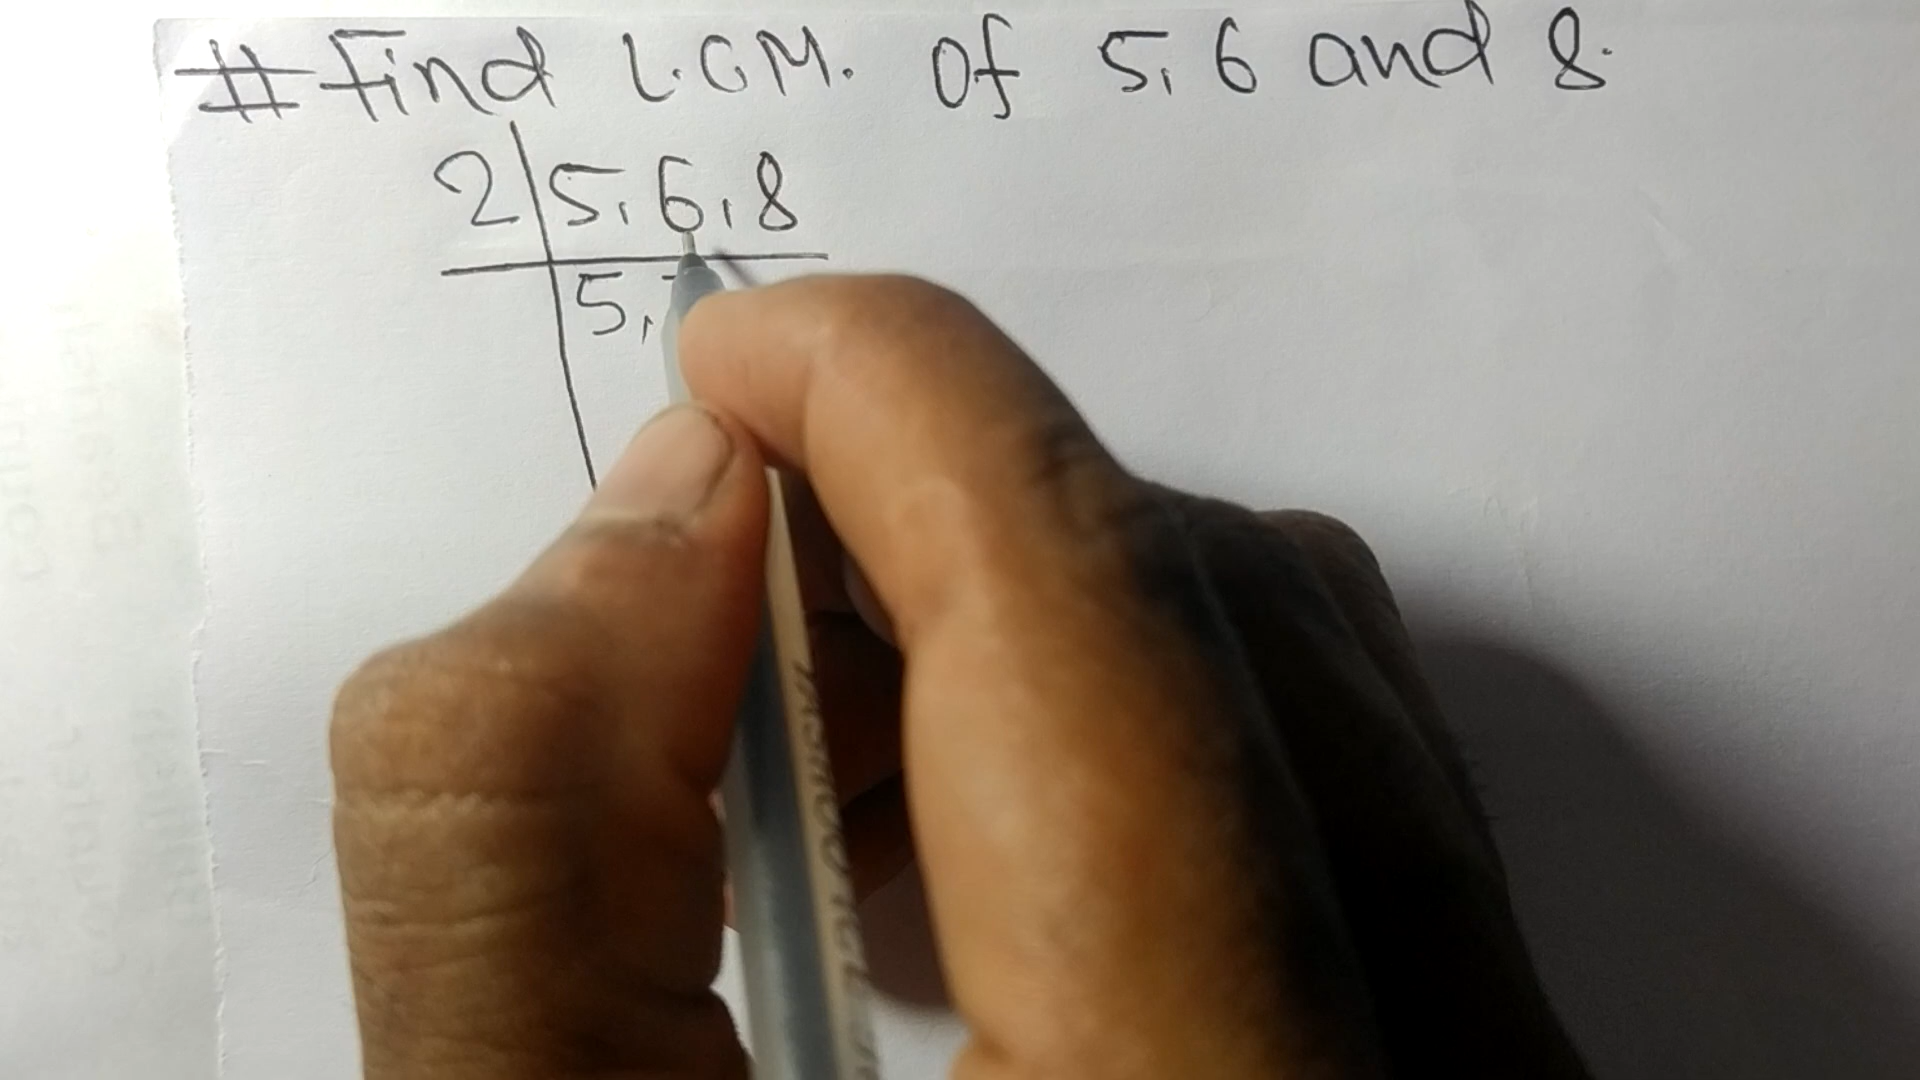 # Find L.C.M. Of 5, 6 and 8.
2 5, 6, 8
5,